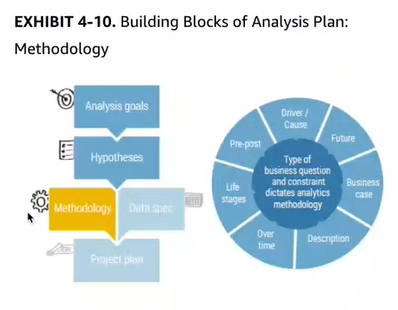 EXHIBIT 4-10. Building Blocks of Analysis Plan:
Methodology
Analysis goals
Hypotheses
Methodology
Data spec
Project plan
Driver /
Cause
Future
Business
case
Description
Over
time
Life
stages
Pre-post
Type of
business question
and constraint
dictates analytics
methodology